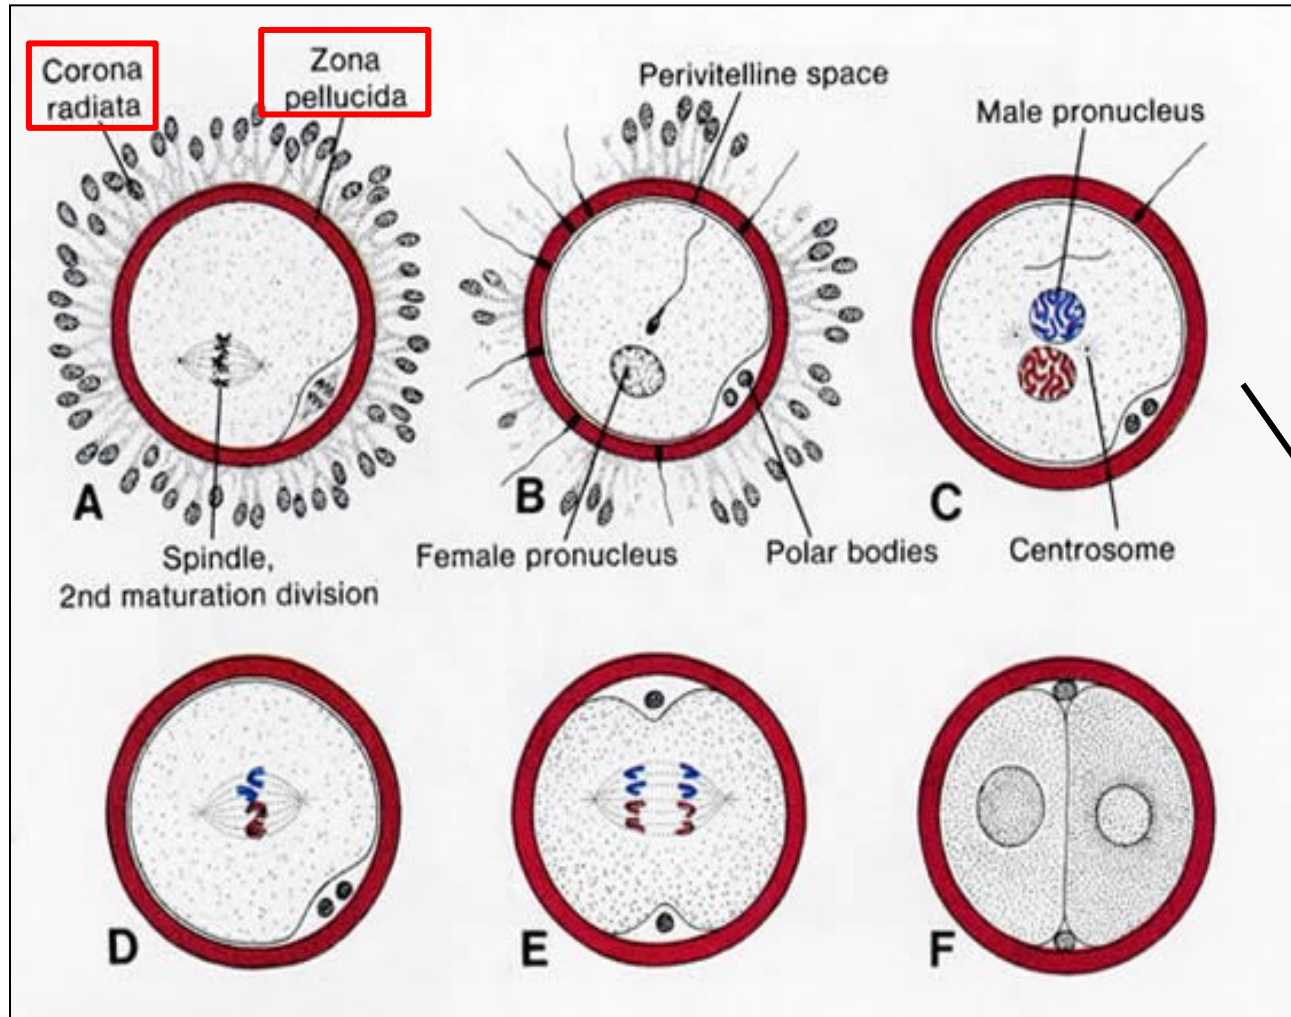 Corona
radiata
Zona
pellucida
Perivitelline space
Male pronucleus
A
B
C
Spindle,
2nd maturation division
Female pronucleus
Polar bodies
Centrosome
D
E
F